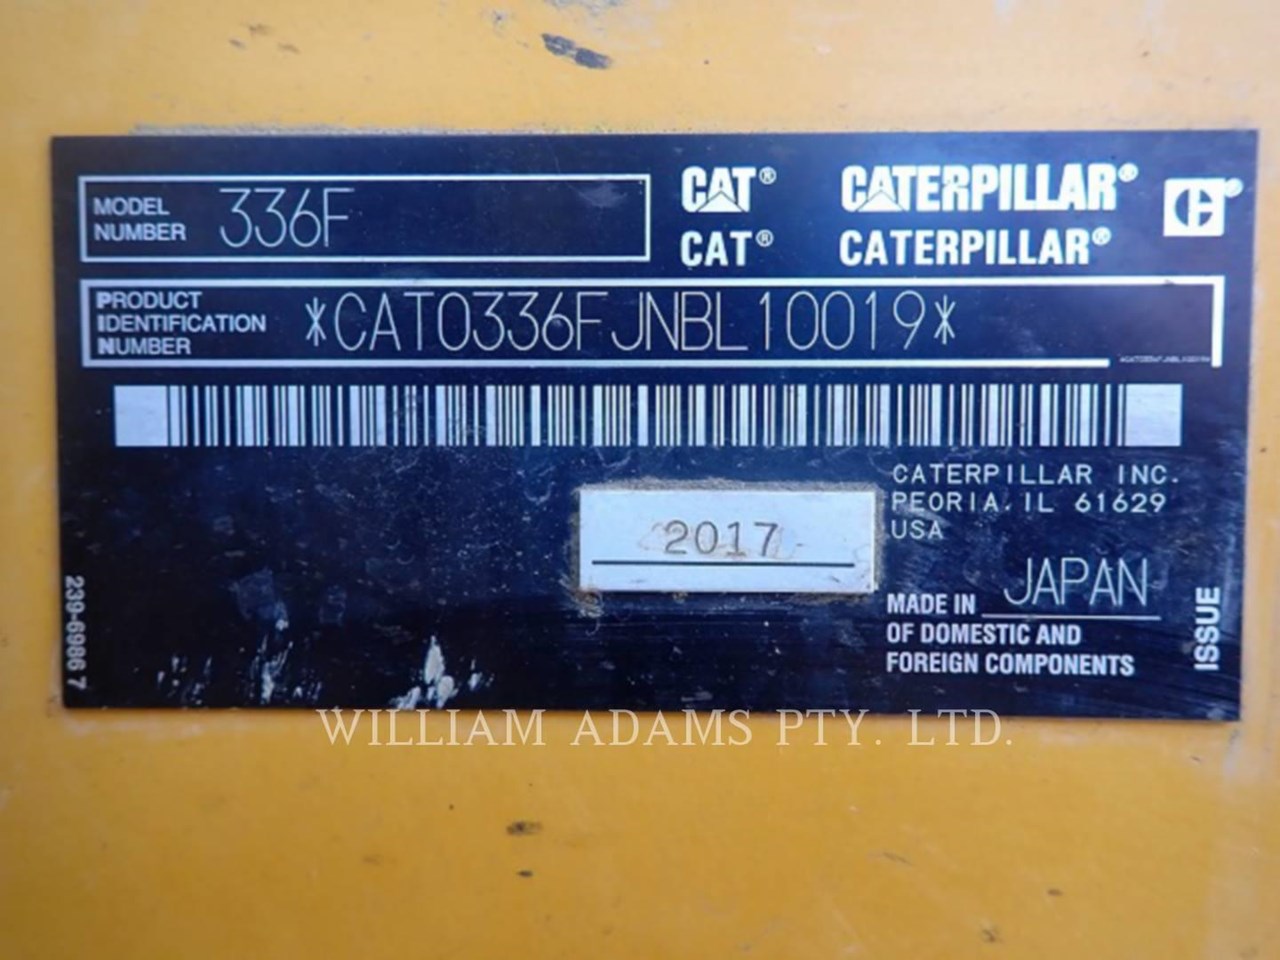 MODEL NUMBER 336F
CAT® CATERPILLAR®
CAT® CATERPILLAR®
PRODUCT IDENTIFICATION NUMBER *CAT0336FJNBL10019*
*CAT0336FJNBL10019*
CATERPILLAR INC.
PEORIA, IL 61629
USA
2017
MADE IN JAPAN
OF DOMESTIC AND
FOREIGN COMPONENTS
ISSUE
239-6986 7
WILLIAM ADAMS PTY. LTD.